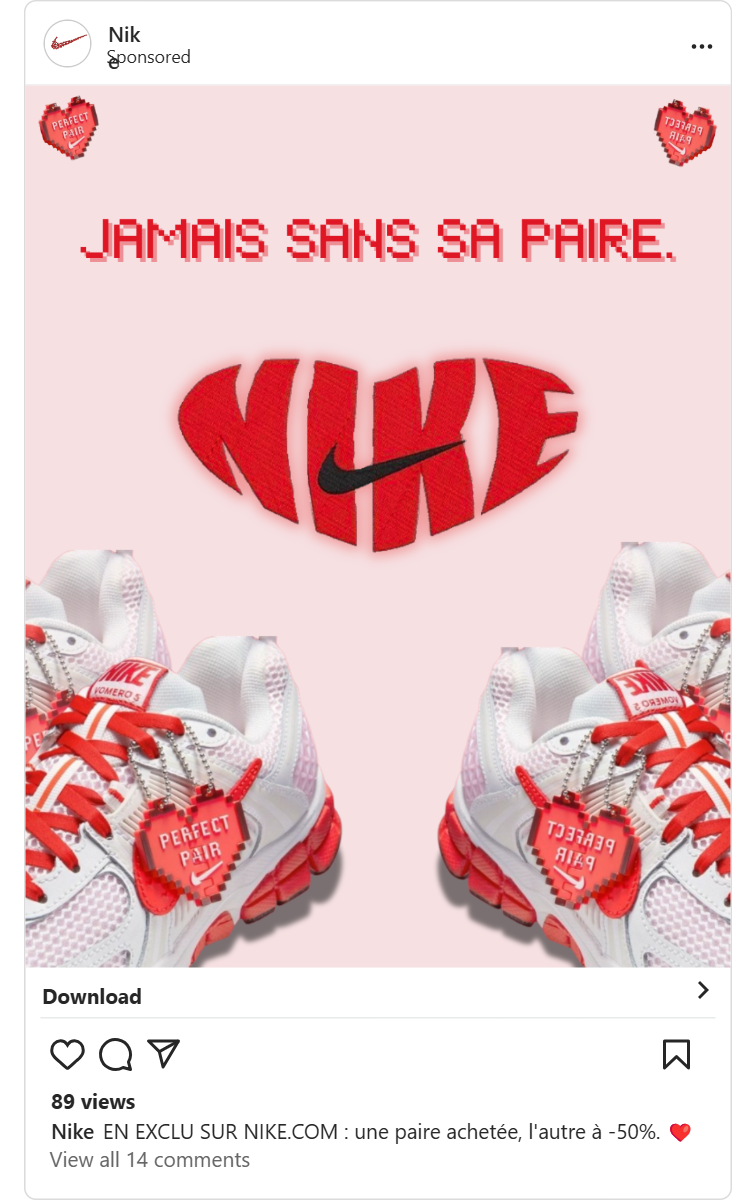 Nik
e
Sponsored
PERFECT
PAIR
PERFECT
PAIR
JAMAIS SANS SA PAIRE.
NIKE
NIKE
VOMERO 5
NIKE
VOMERO 5
PERFECT
PAIR
PERFECT
PAIR
PE
Download
89 views
Nike EN EXCLU SUR NIKE.COM : une paire achetée, l'autre à -50%. ❤️
View all 14 comments